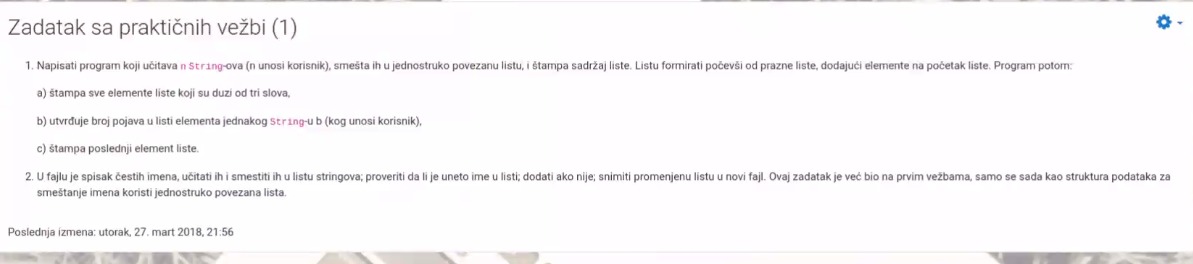 Zadatak sa praktičnih vežbi (1)
1. Napisati program koji učitava n String-ova (n unosi korisnik), smešta ih u jednostruko povezanu listu, i štampa sadržaj liste. Listu formirati počevši od prazne liste, dodajući elemente na početak liste. Program potom:
a) štampa sve elemente liste koji su duzi od tri slova,
b) utvrđuje broj pojava u listi elementa jednakog String-u b (kog unosi korisnik),
c) štampa poslednji element liste.
2. U fajlu je spisak čestih imena, učitati ih i smestiti ih u listu stringova; proveriti da li je uneto ime u listi; dodati ako nije; snimiti promenjenu listu u novi fajl. Ovaj zadatak je već bio na prvim vežbama, samo se sada kao struktura podataka za
smeštanje imena koristi jednostruko povezana lista.
Poslednja izmena: utorak, 27. mart 2018, 21:56